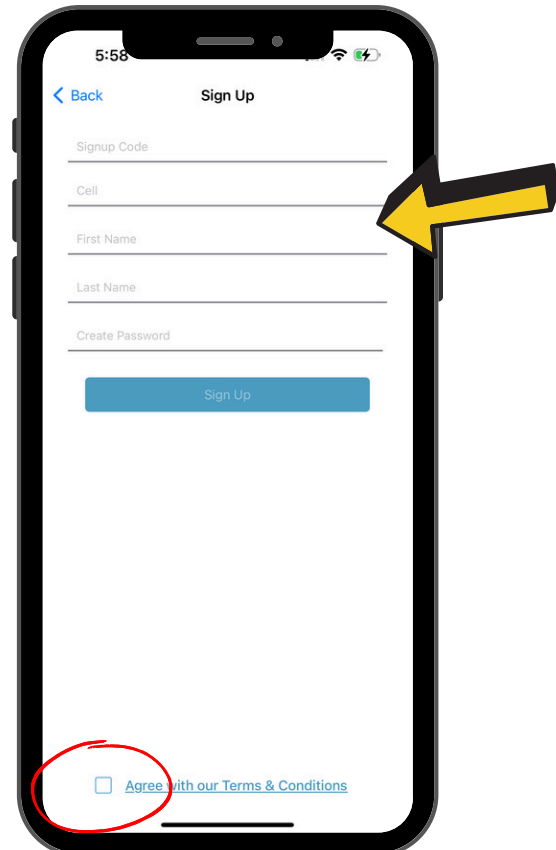 5:58
Back Sign Up
Signup Code
Cell
First Name
Last Name
Create Password
Sign Up
Agree with our Terms & Conditions